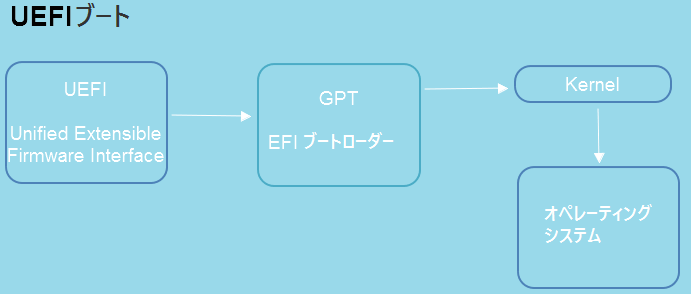 UEFIブート
UEFI
Unified Extensible
Firmware Interface
GPT
EFI ブートローダー
Kernel
オペレーティング
システム